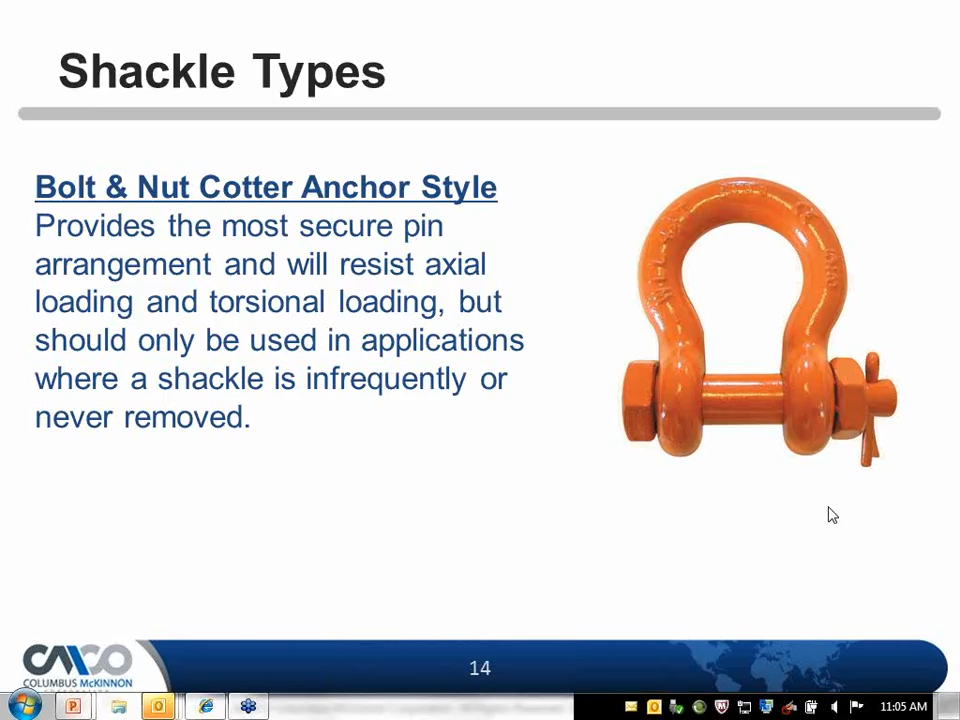 Shackle Types
Bolt & Nut Cotter Anchor Style
Provides the most secure pin
arrangement and will resist axial
loading and torsional loading, but
should only be used in applications
where a shackle is infrequently or
never removed.
CMCO
COLUMBUS McKINNON
14
11:05 AM